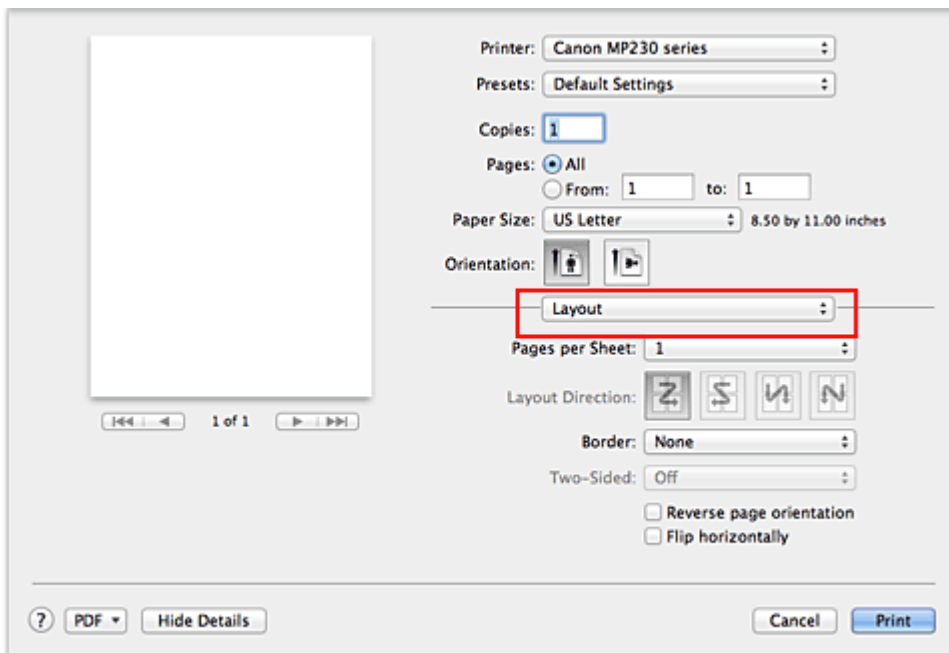 Printer: Canon MP230 series
Presets: Default Settings
Copies: 1
Pages: All
From: 1 to: 1
Paper Size: US Letter 8.50 by 11.00 inches
Orientation:
Layout
Pages per Sheet: 1
Layout Direction:
Border: None
Two-Sided: Off
Reverse page orientation
Flip horizontally
1 of 1
? PDF Hide Details Cancel Print